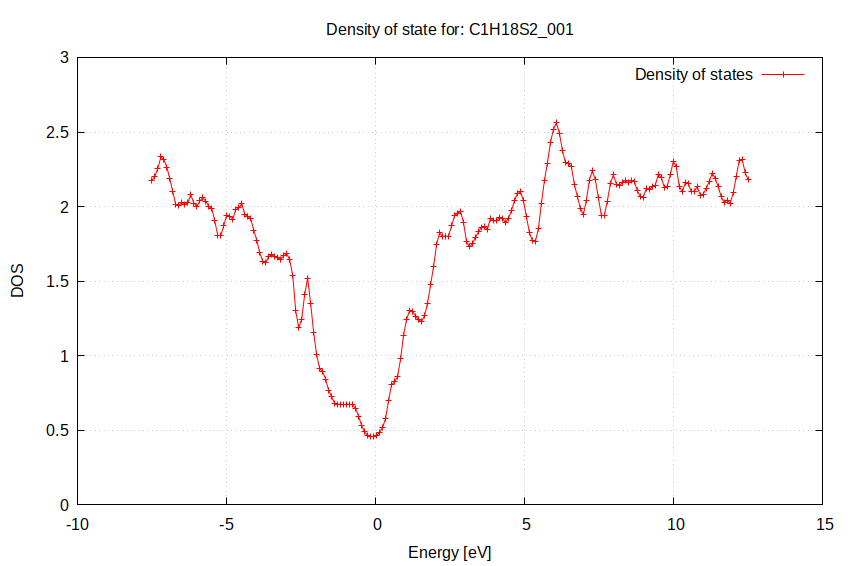 Density of state for: C1H18S2_001
Density of states
3
2.5
2
1.5
1
0.5
0
DOS
-10 -5 0 5 10 15
Energy [eV]